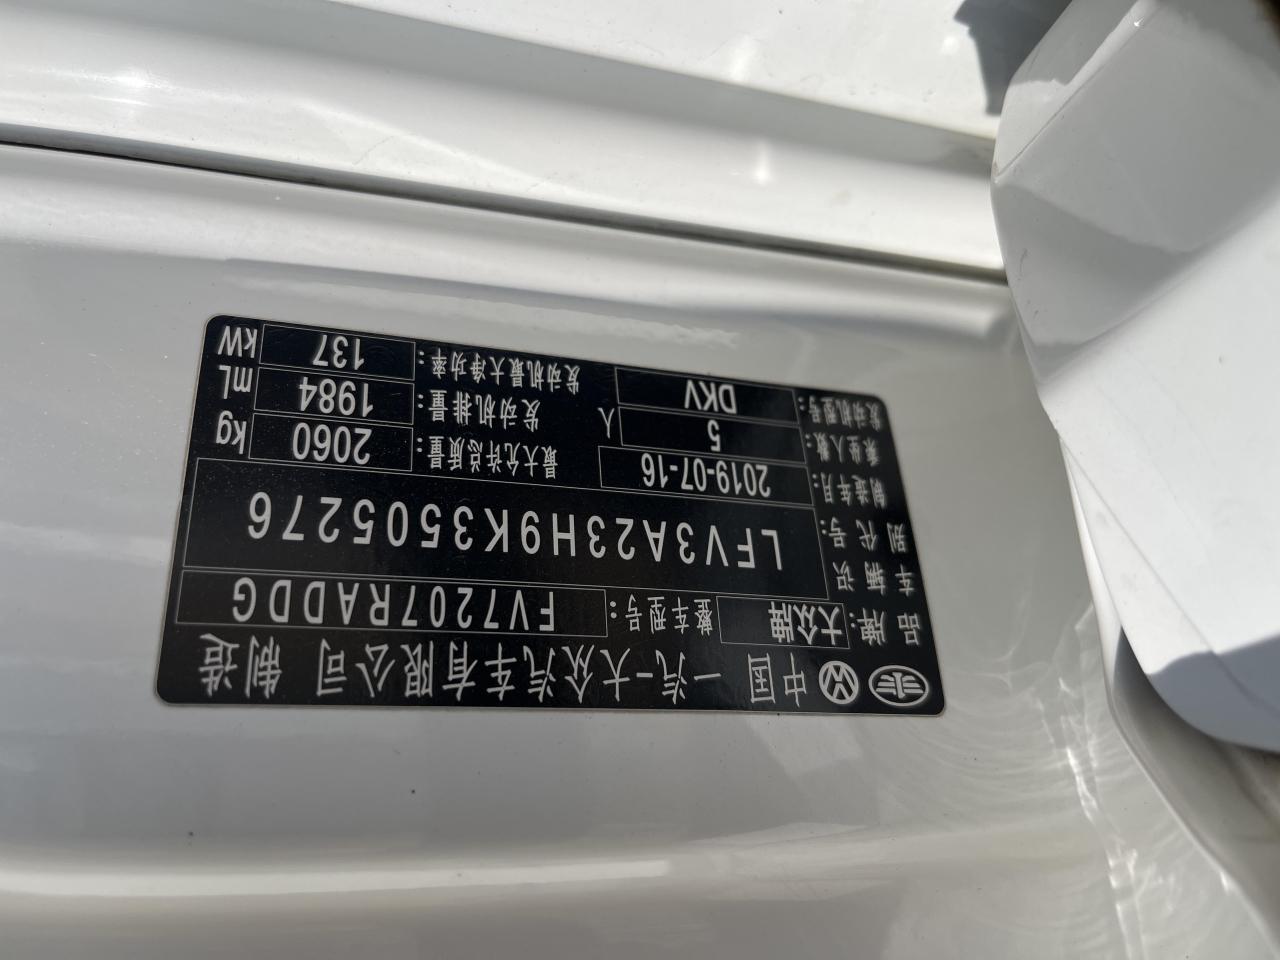 中国 一汽-大众汽车有限公司 制造
品牌: 大众牌 整车型号: FV7207RADDG
车辆识别代号: LFV3A23H9K3505276
制造年月: 2019-07-16 最大允许总质量: 2060 kg
乘坐人数: 5 人 发动机排量: 1984 mL
发动机型号: DKV 发动机最大净功率: 137 kW